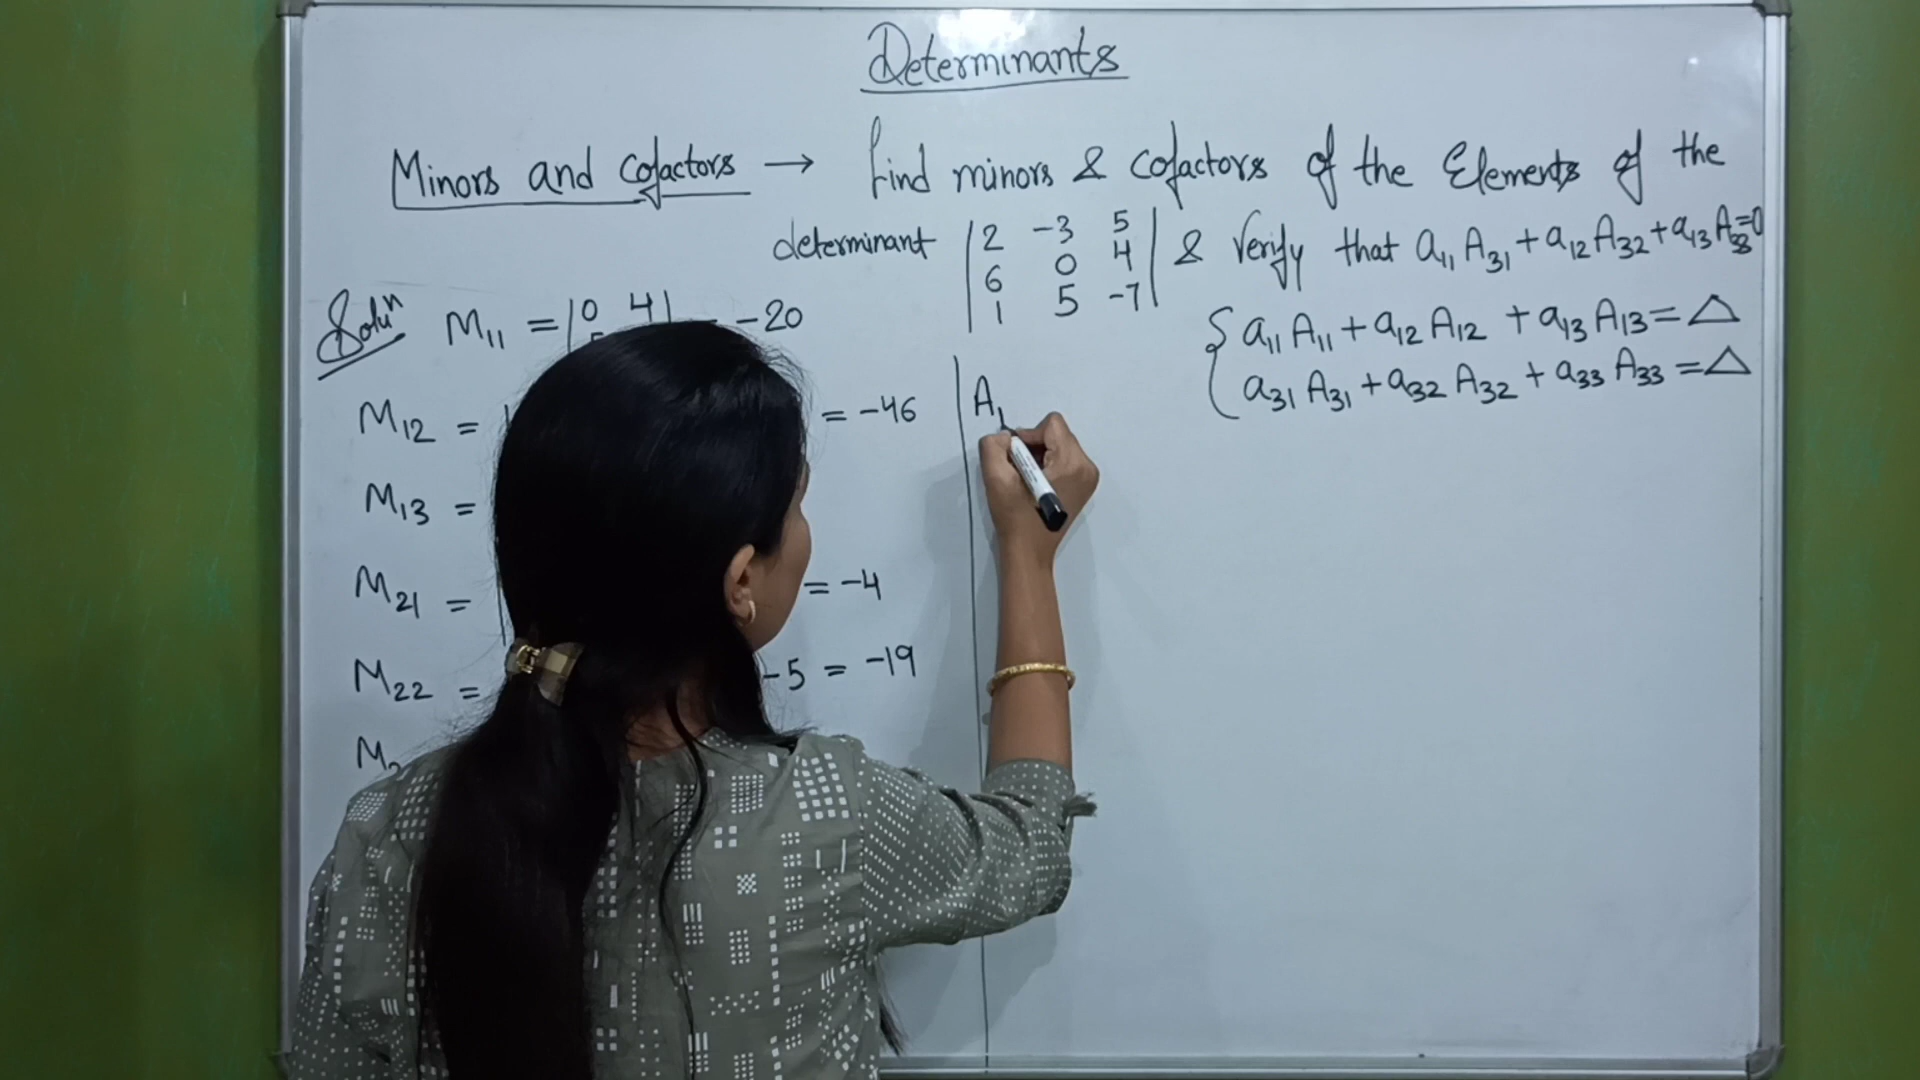 Determinants
Minors and Cofactors → find minors & Cofactors of the Elements of the
determinant | 2 -3 5 | & Verify that a₁₁ A₃₁ + a₁₂ A₃₂ + a₁₃ A₃₃ = 0
6 0 4
1 5 -7
Soluⁿ M₁₁ = | 0 4 | = -20
{ a₁₁ A₁₁ + a₁₂ A₁₂ + a₁₃ A₁₃ = △
a₃₁ A₃₁ + a₃₂ A₃₂ + a₃₃ A₃₃ = △
M₁₂ = = -46
A₁
M₁₃ =
M₂₁ = = -4
M₂₂ = -5 = -19
M₂